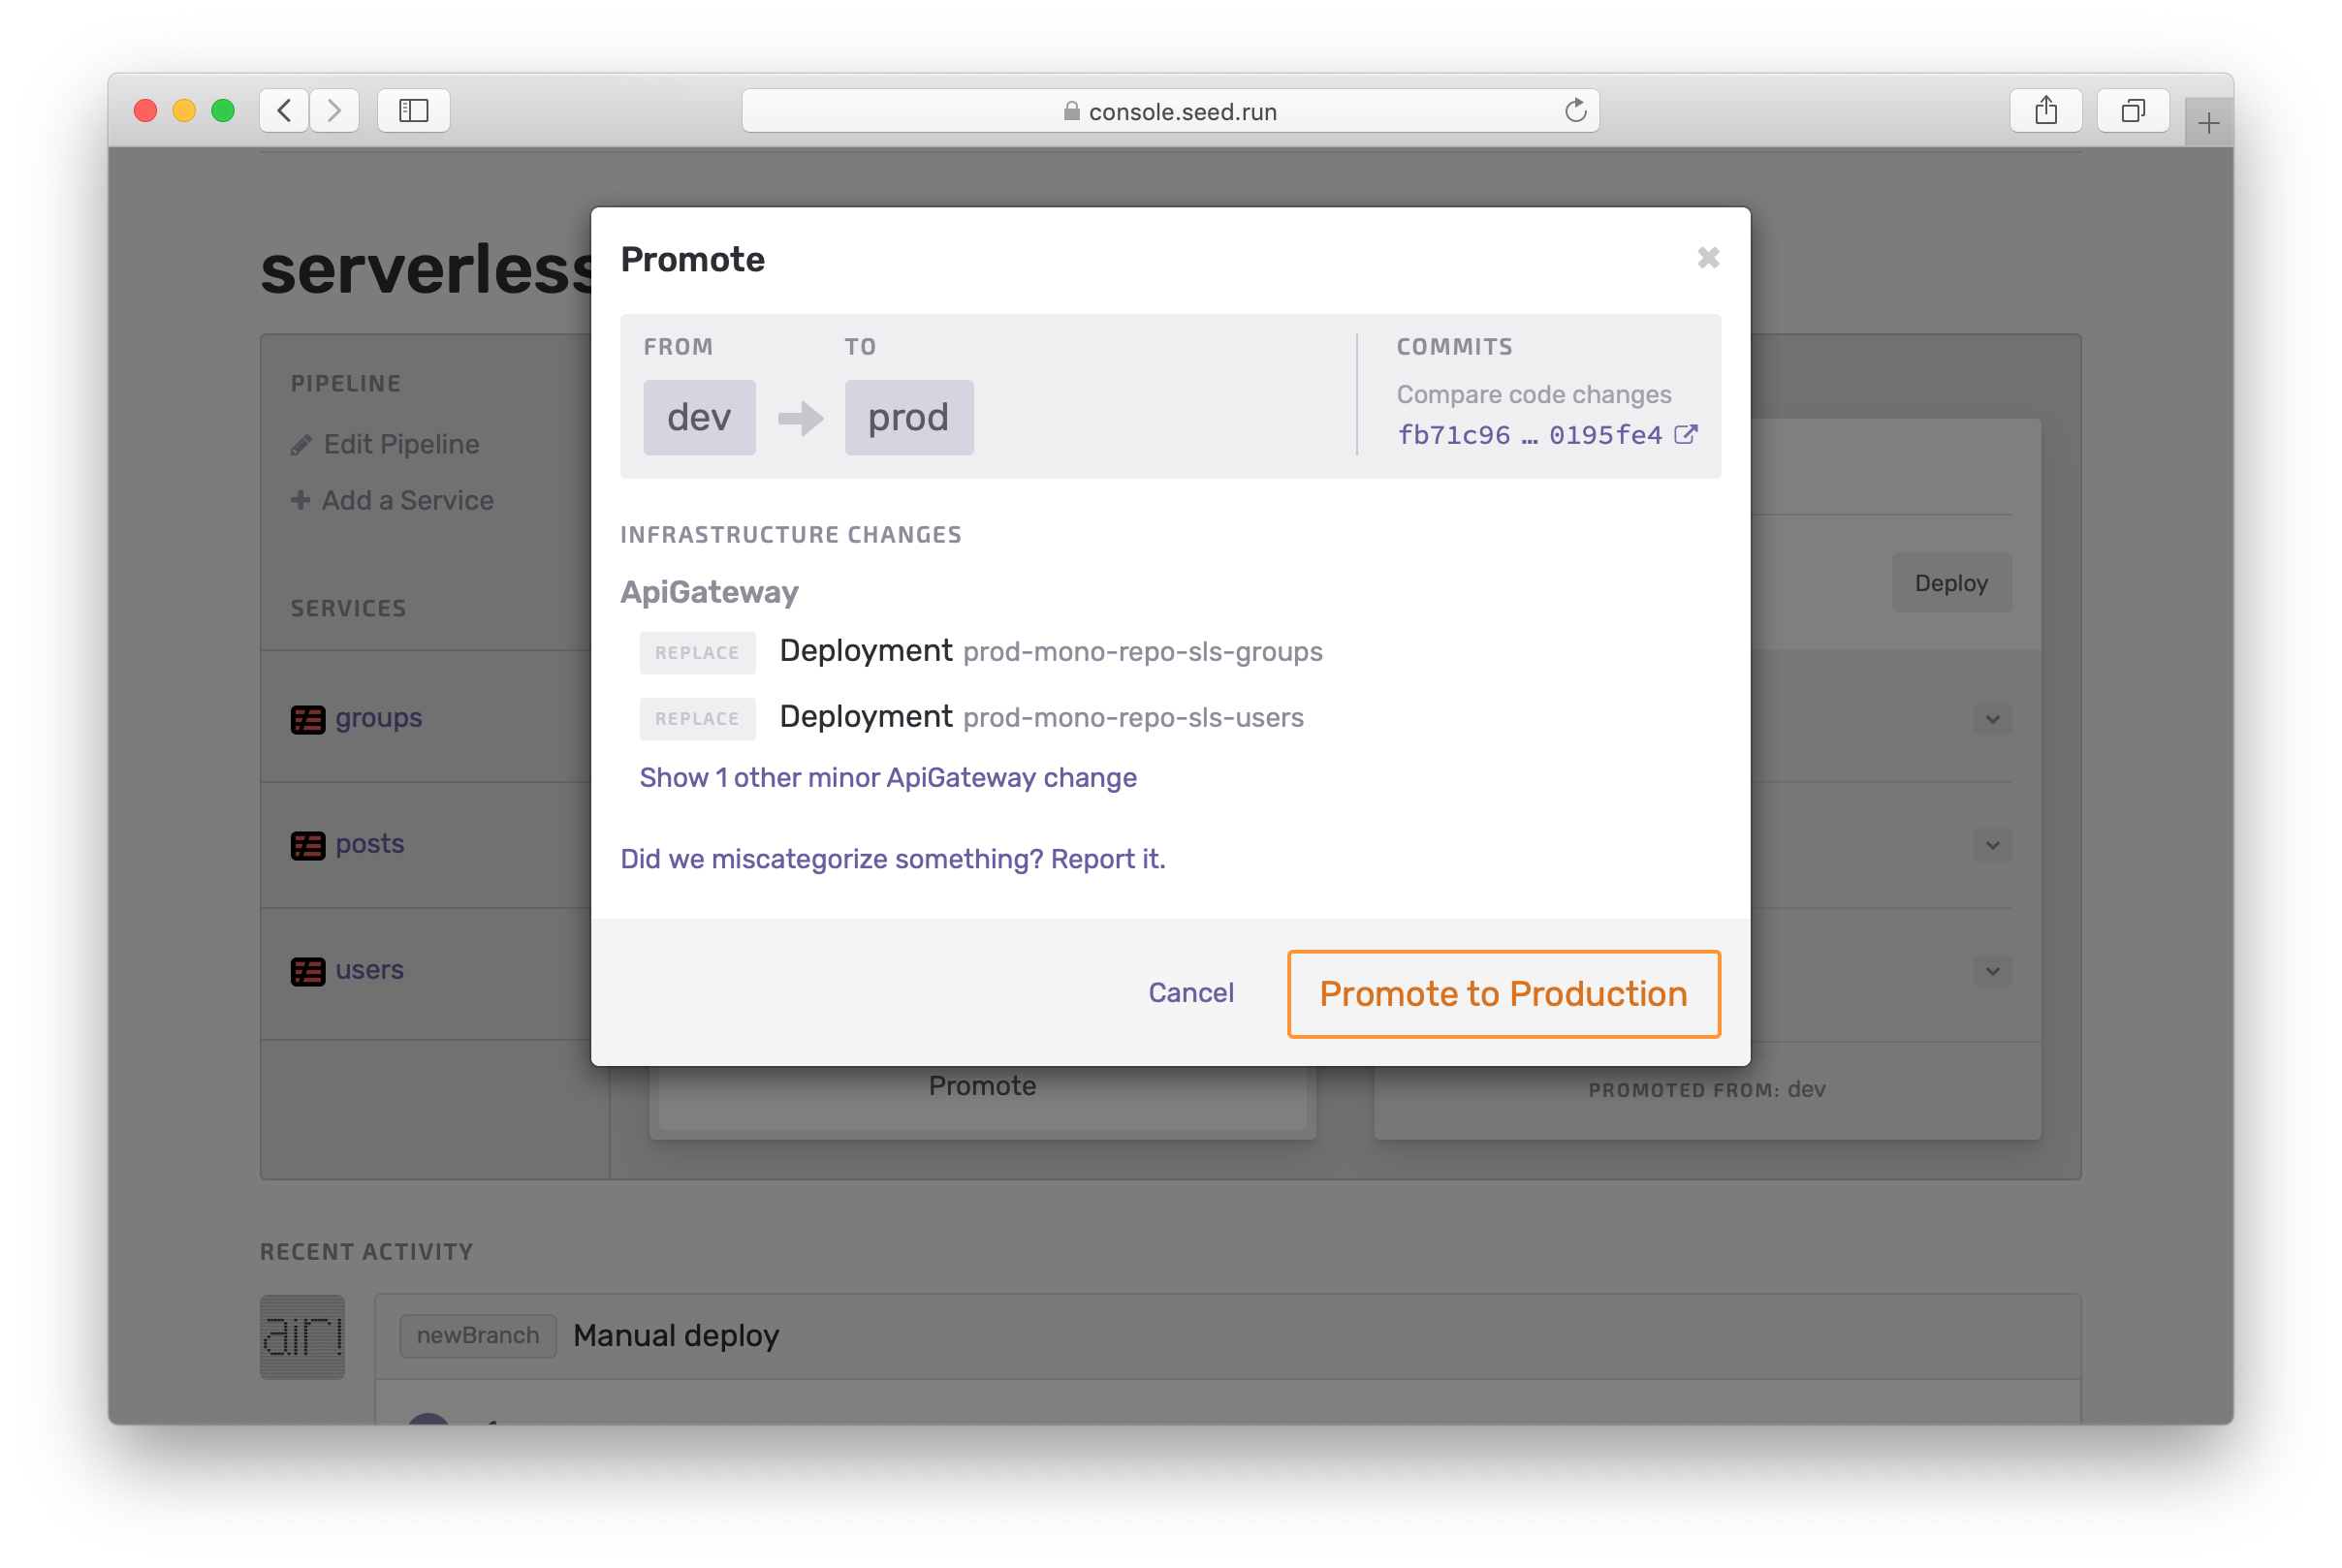 console.seed.run
serverless
Promote
FROM
TO
COMMITS
dev
prod
Compare code changes
fb71c96 … 0195fe4
INFRASTRUCTURE CHANGES
ApiGateway
REPLACE Deployment prod-mono-repo-sls-groups
REPLACE Deployment prod-mono-repo-sls-users
Show 1 other minor ApiGateway change
Did we miscategorize something? Report it.
Cancel
Promote to Production
PIPELINE
Edit Pipeline
Add a Service
SERVICES
groups
posts
users
Deploy
Promote
PROMOTED FROM: dev
RECENT ACTIVITY
newBranch Manual deploy